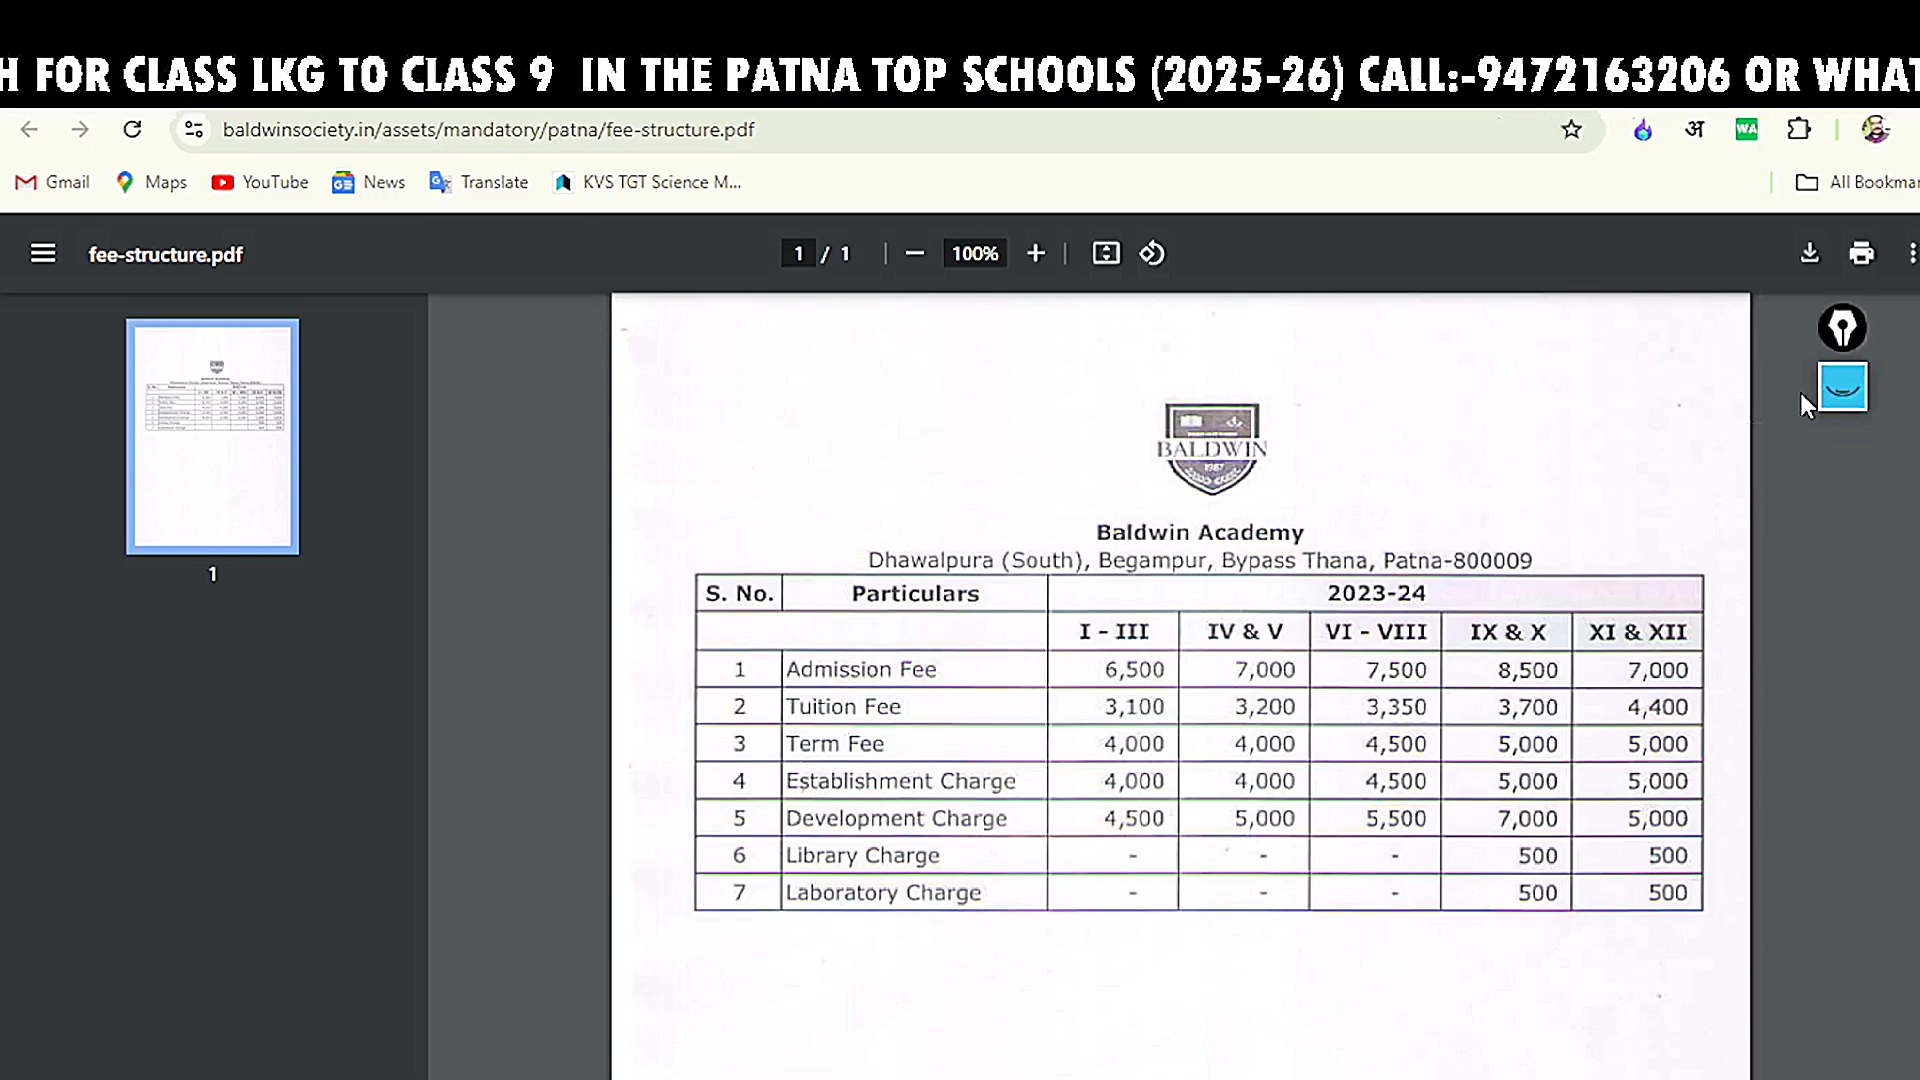 H FOR CLASS LKG TO CLASS 9 IN THE PATNA TOP SCHOOLS (2025-26) CALL:-9472163206 OR WHAT
baldwinsociety.in/assets/mandatory/patna/fee-structure.pdf
अ
WA
Gmail
Maps
YouTube
News
Translate
KVS TGT Science M...
All Bookmar
fee-structure.pdf
1 / 1
100%
1
BALDWIN
1987
Baldwin Academy
Dhawalpura (South), Begampur, Bypass Thana, Patna-800009
S. No. Particulars 2023-24
I - III IV & V VI - VIII IX & X XI & XII
1 Admission Fee 6,500 7,000 7,500 8,500 7,000
2 Tuition Fee 3,100 3,200 3,350 3,700 4,400
3 Term Fee 4,000 4,000 4,500 5,000 5,000
4 Establishment Charge 4,000 4,000 4,500 5,000 5,000
5 Development Charge 4,500 5,000 5,500 7,000 5,000
6 Library Charge - - - 500 500
7 Laboratory Charge - - - 500 500